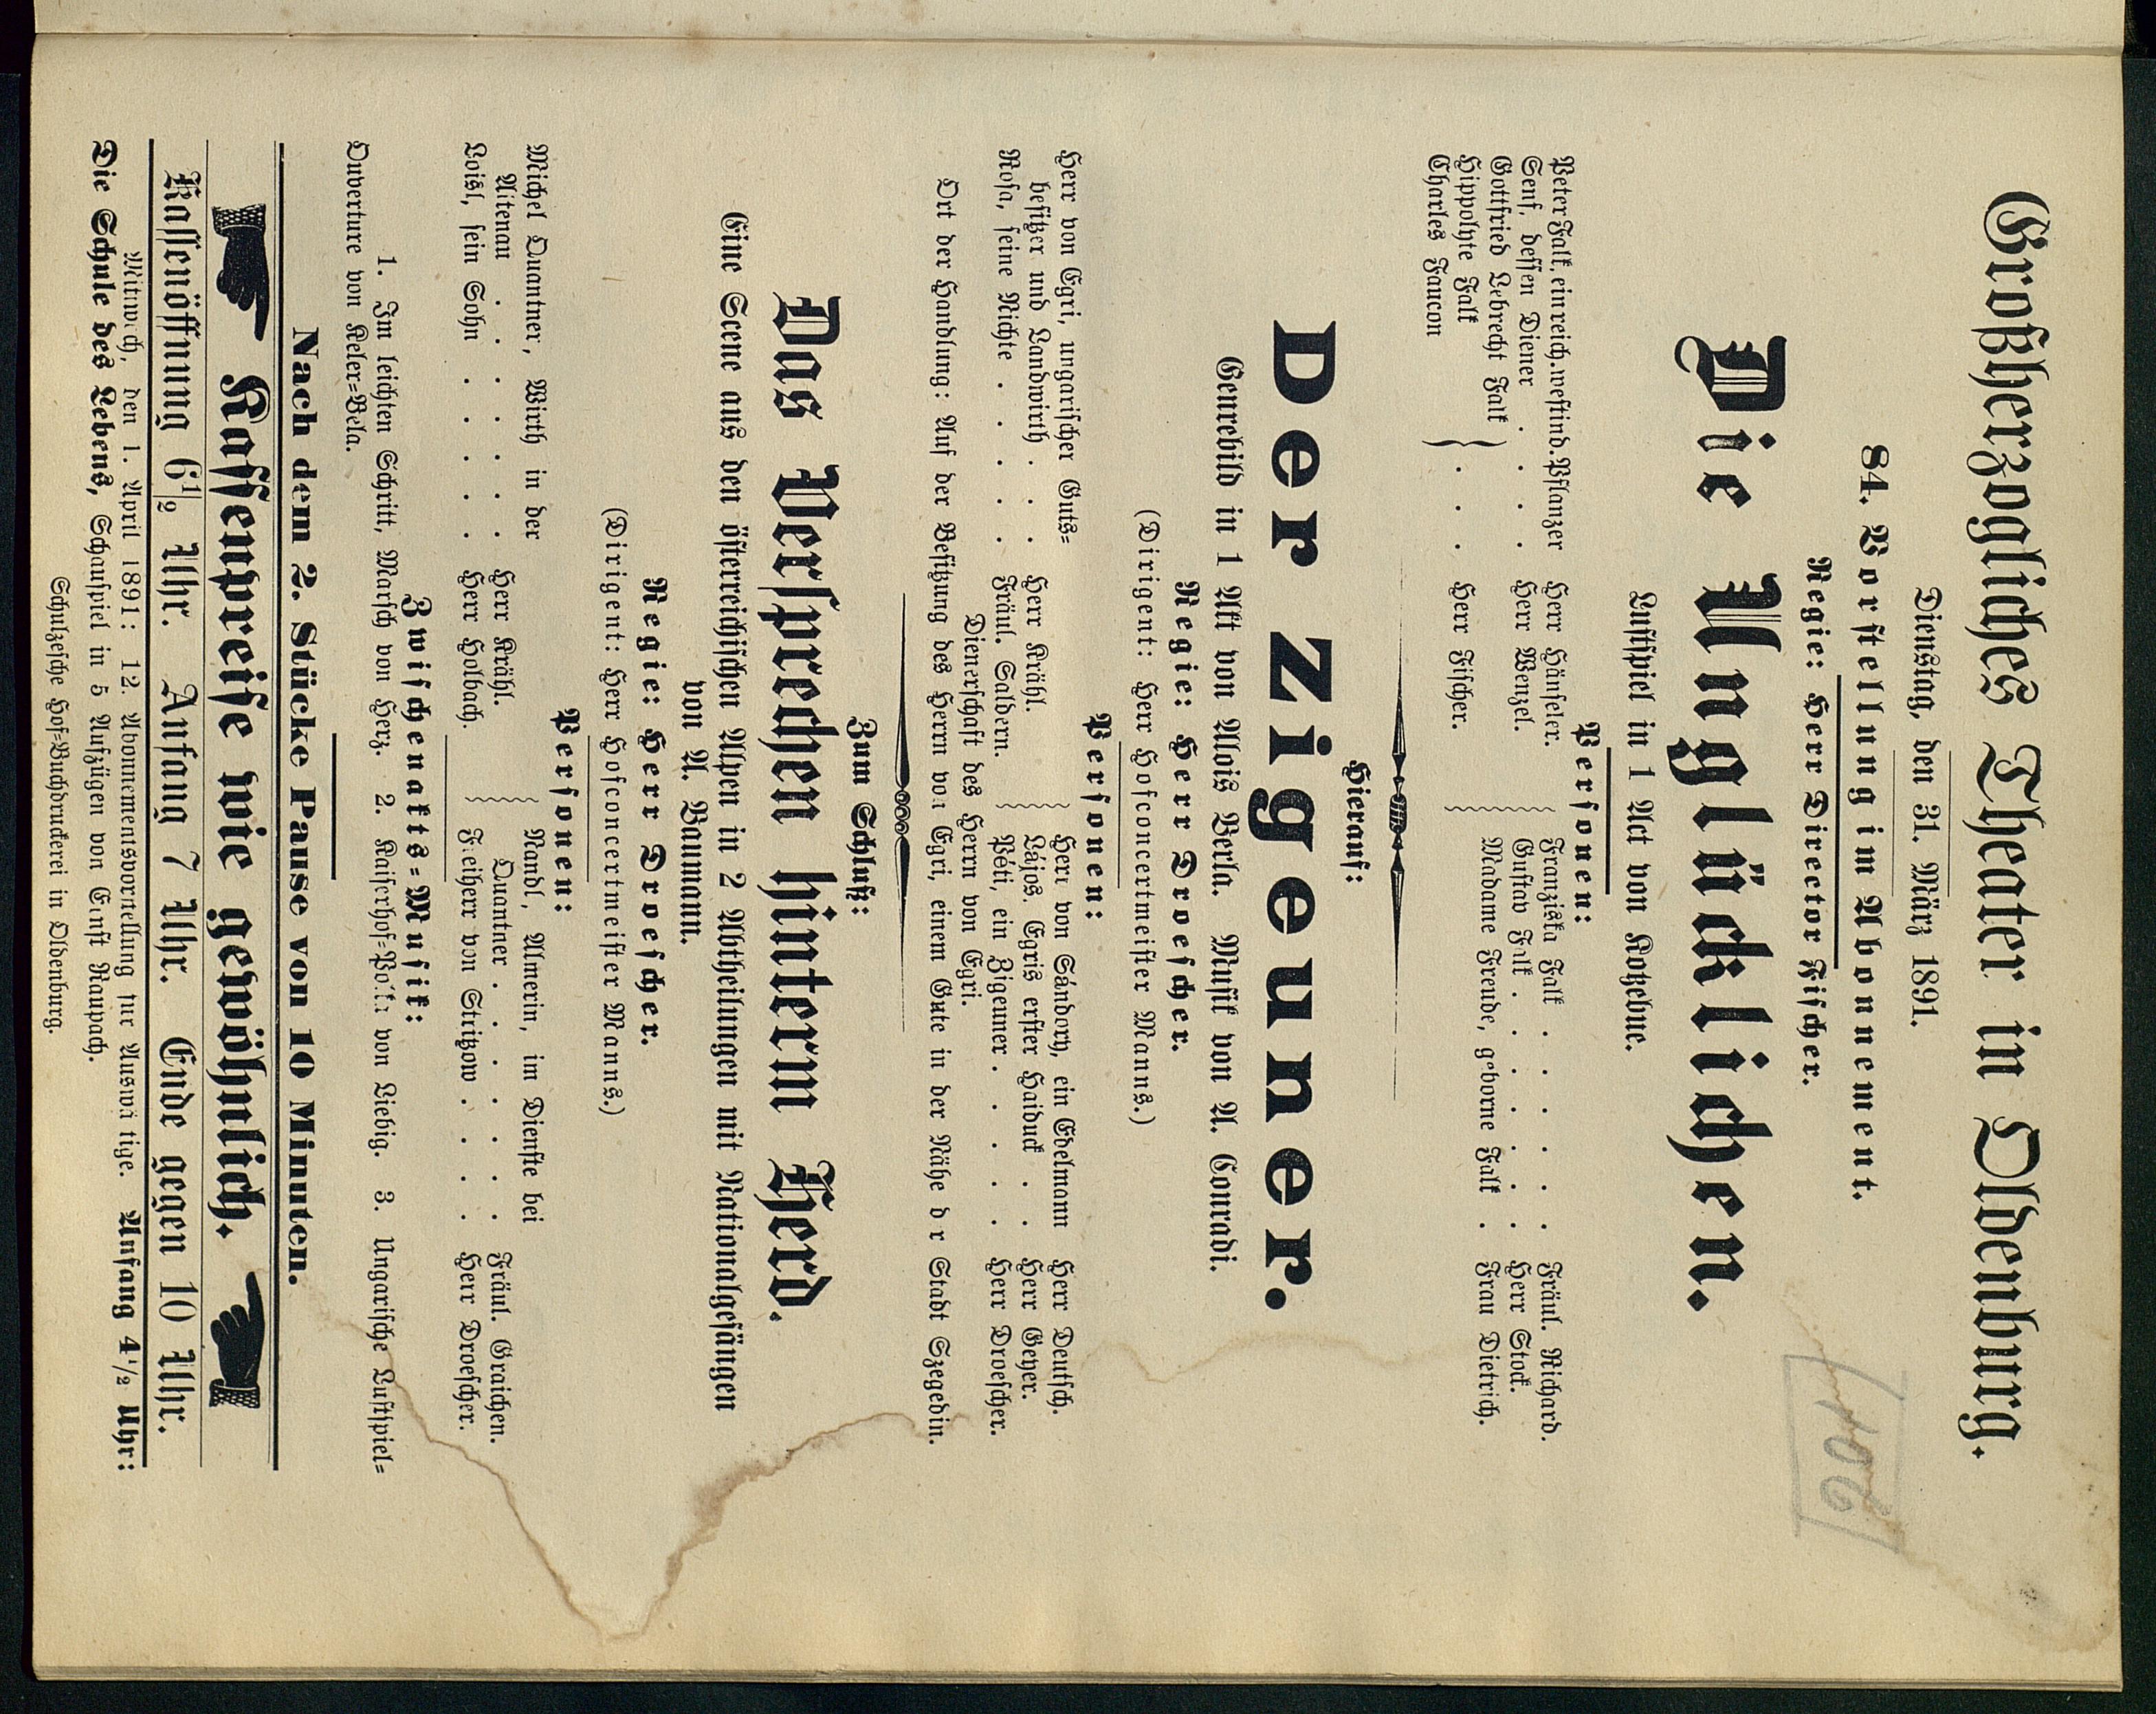 Großherzogliches Theater in Oldenburg.
Dienstag, den 31. März 1891.
84. Vorstellung im Abonnement.
Regie: Herr Director Fischer.
Die Unglücklichen.
Lustspiel in 1 Act von Kotzebue.
Personen:
Peter Falk, ein reich. westind. Pflanzer Herr Hänseler.
Senf, dessen Diener . . . Herr Wenzel.
Gottfried Lebrecht Falk
Hippolyte Falk } . . . Herr Fischer.
Charles Faucon
Franziska Falk . . . . . Fräul. Richard.
Gustav Falk . . . . . . Herr Stock.
Madame Freude, geborne Falk . Frau Dietrich.
Hierauf:
Der Zigeuner.
Genrebild in 1 Akt von Alois Berla. Musik von A. Conradi.
Regie: Herr Droescher.
(Dirigent: Herr Hofconcertmeister Manns.)
Personen:
Herr von Egri, ungarischer Guts=
besitzer und Landwirth . . . Herr Krähl.
Rosa, seine Nichte . . . . . Fräul. Saldern.
Herr von Sándory, ein Edelmann Herr Deutsch.
Lájos, Egris erster Haiduck . . Herr Geyer.
Póti, ein Zigeuner . . . . . Herr Droescher.
Dienerschaft des Herrn von Egri.
Ort der Handlung: Auf der Besitzung des Herrn von Egri, einem Gute in der Nähe d r Stadt Szegedin.
Zum Schluß:
Das Versprechen hinterm Herd.
Eine Scene aus den österreichischen Alpen in 2 Abtheilungen mit Nationalgesängen
von A. Baumann.
Regie: Herr Droescher.
(Dirigent: Herr Hofconcertmeister Manns.)
Personen:
Michel Quantner, Wirth in der
Altenau . . . . . . Herr Krähl.
Loisl, sein Sohn . . . . . Herr Holbach.
Nandl, Almerin, im Dienste bei
Quantner . . . . . . Fräul. Graichen.
Freiherr von Stritzow . . . . Herr Droescher.
Zwischenakts=Musik:
1. Im leichten Schritt, Marsch von Herz. 2. Kaiserhof=Polka von Liebig. 3. Ungarische Lustspiel=
Ouverture von Keler=Bela.
Nach dem 2. Stücke Pause von 10 Minuten.
Kassenpreise wie gewöhnlich.
Kassenöffnung 6½ Uhr. Anfang 7 Uhr. Ende gegen 10 Uhr.
Mittwoch, den 1. April 1891: 12. Abonnementsvorstellung für Auswärtige. Anfang 4½ Uhr:
Die Schule des Lebens, Schauspiel in 5 Aufzügen von Ernst Raupach.
Schulzesche Hof=Buchdruckerei in Oldenburg.